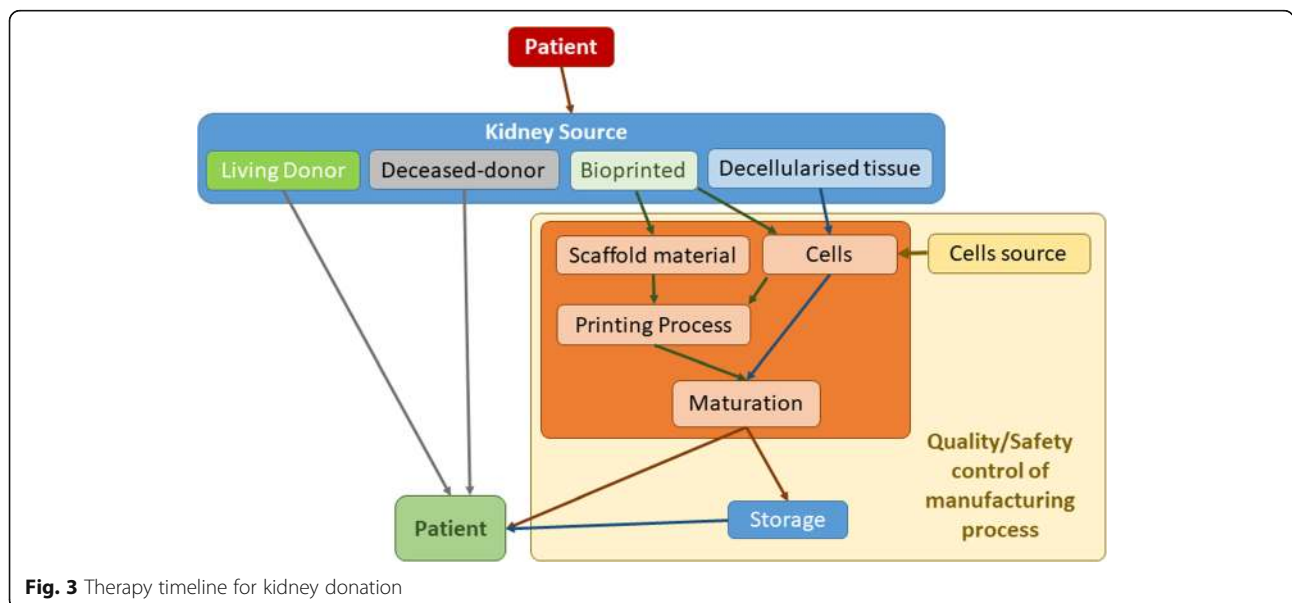 Patient
Kidney Source
Living Donor
Deceased-donor
Bioprinted
Decellularised tissue
Scaffold material
Cells
Cells source
Printing Process
Maturation
Quality/Safety
control of
manufacturing
process
Storage
Patient
Fig. 3 Therapy timeline for kidney donation